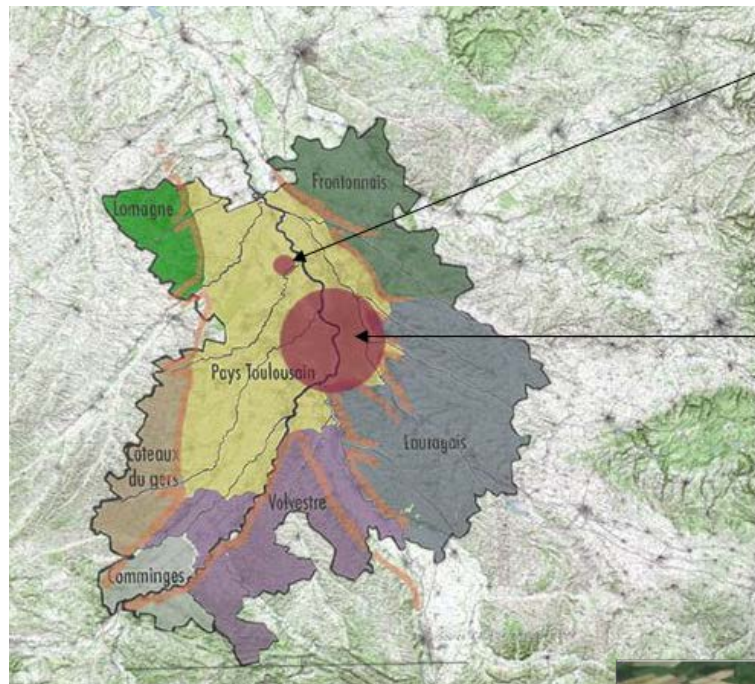 Frontonnais
Lomagne
Pays Toulousain
Lauragais
Coteaux
du gers
Volvestre
Comminges